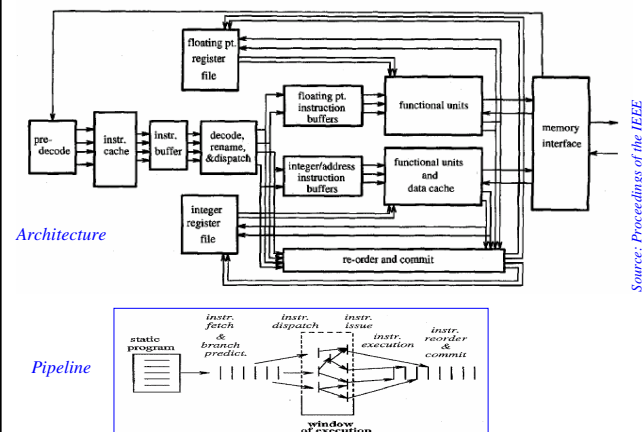 floating pt.
register
file
floating pt.
instruction
buffers
functional units
memory
interface
pre-
decode
instr.
cache
instr.
buffer
decode,
rename,
&dispatch
integer/address
instruction
buffers
functional units
and
data cache
integer
register
file
re-order and commit
Architecture
Source: Proceedings of the IEEE
Pipeline
static
program
instr.
fetch
&
branch
predict.
instr.
dispatch
instr.
issue
instr.
execution
instr.
reorder
&
commit
window
of execution